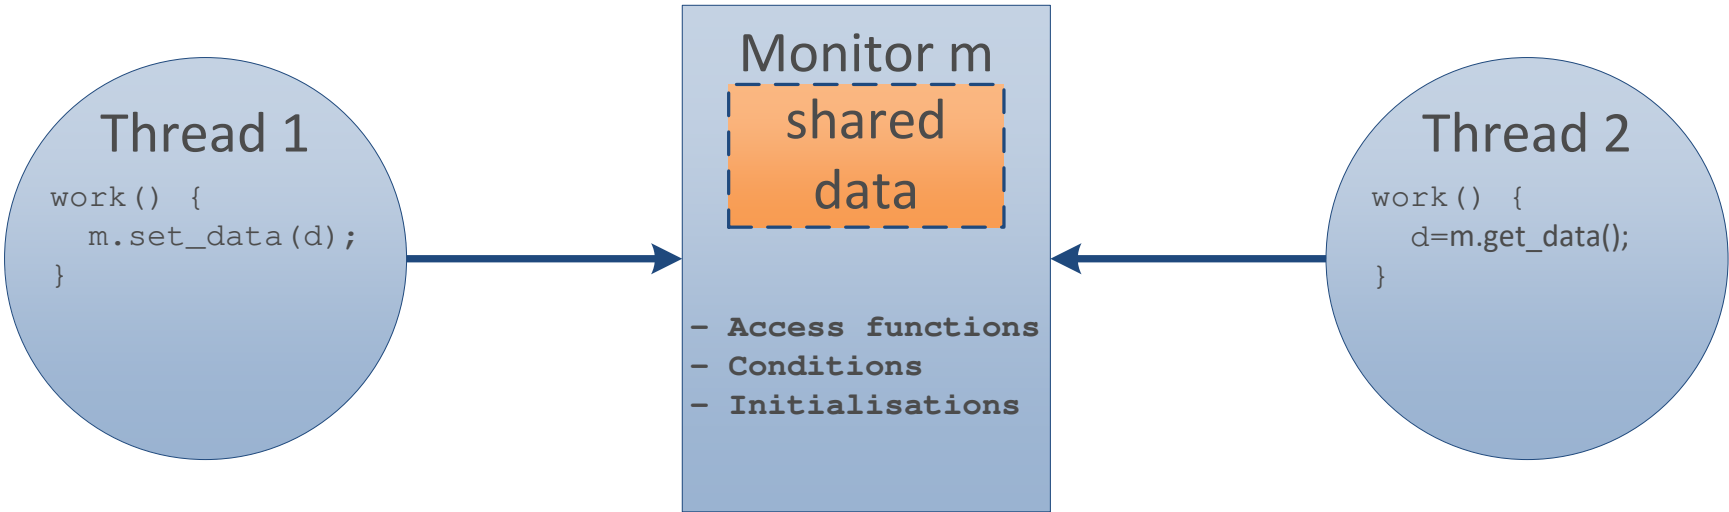 Thread 1
work() {
m.set_data(d);
}
Monitor m
shared
data
– Access functions
– Conditions
– Initialisations
Thread 2
work() {
d=m.get_data();
}